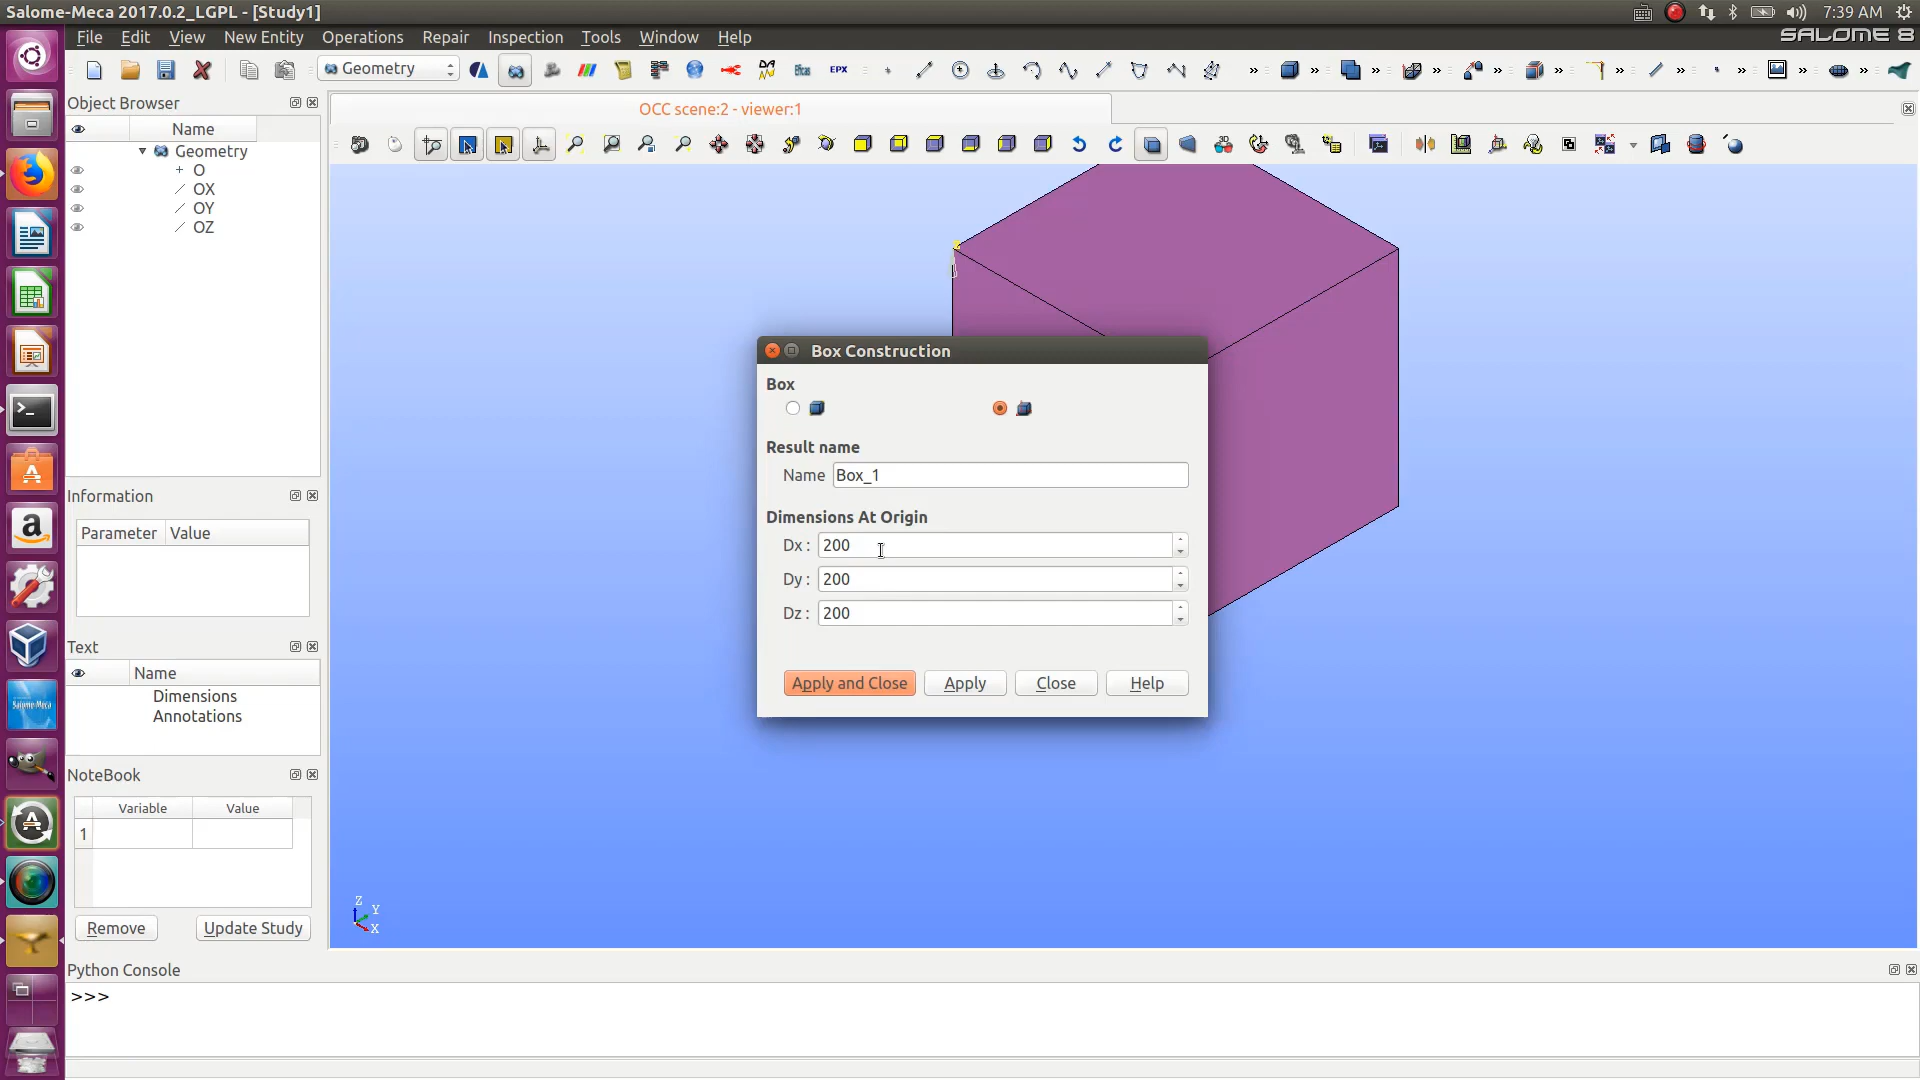 Salome-Meca 2017.0.2_LGPL - [Study1]
7:39 AM
File Edit View New Entity Operations Repair Inspection Tools Window Help
SALOME 8
Geometry
EPX
Object Browser
OCC scene:2 - viewer:1
Name
Geometry
O
OX
OY
OZ
Box Construction
Box
Result name
Name Box_1
Dimensions At Origin
Dx : 200
Dy : 200
Dz : 200
Apply and Close Apply Close Help
Information
Parameter Value
Text
Name
Dimensions
Annotations
NoteBook
Variable Value
1
Remove Update Study
Z
Y
X
Python Console
>>>